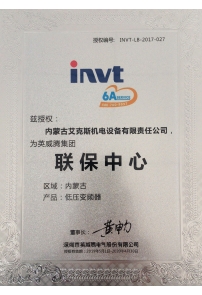 授权编号: INVT-LB-2017-027
invt
6A
兹授权：
内蒙古艾克斯机电设备有限责任公司，
为英威腾集团
联保中心
区域：内蒙古
产品：低压变频器
董事长：
深圳市英威腾电气股份有限公司